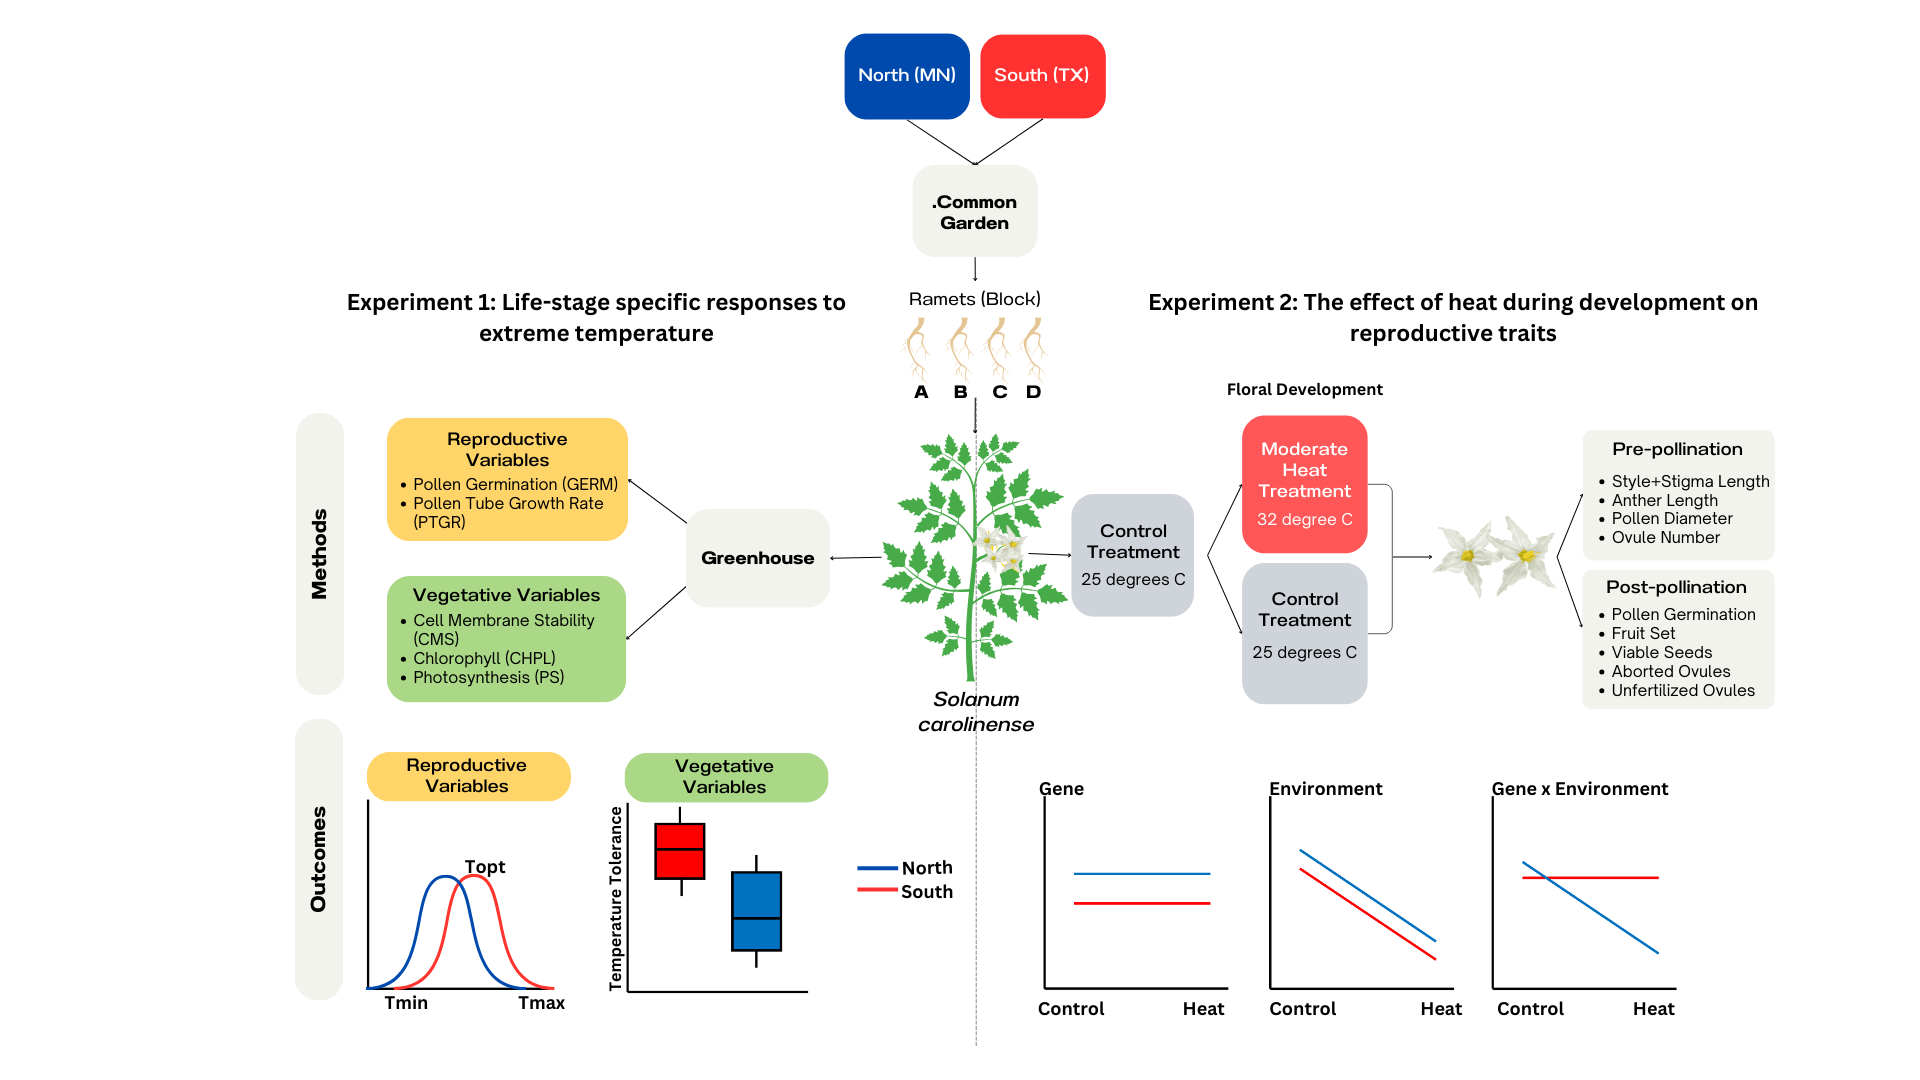 North (MN)
South (TX)
.Common
Garden
Experiment 1: Life-stage specific responses to
extreme temperature
Ramets (Block)
A B C D
Experiment 2: The effect of heat during development on
reproductive traits
Methods
Reproductive
Variables
• Pollen Germination (GERM)
• Pollen Tube Growth Rate
(PTGR)
Vegetative Variables
• Cell Membrane Stability
(CMS)
• Chlorophyll (CHPL)
• Photosynthesis (PS)
Greenhouse
Solanum
carolinense
Control
Treatment
25 degrees C
Floral Development
Moderate
Heat
Treatment
32 degree C
Control
Treatment
25 degrees C
Pre-pollination
• Style+Stigma Length
• Anther Length
• Pollen Diameter
• Ovule Number
Post-pollination
• Pollen Germination
• Fruit Set
• Viable Seeds
• Aborted Ovules
• Unfertilized Ovules
Outcomes
Reproductive
Variables
Topt
Tmin
Tmax
Vegetative
Variables
Temperature Tolerance
North
South
Gene
Control
Heat
Environment
Control
Heat
Gene x Environment
Control
Heat